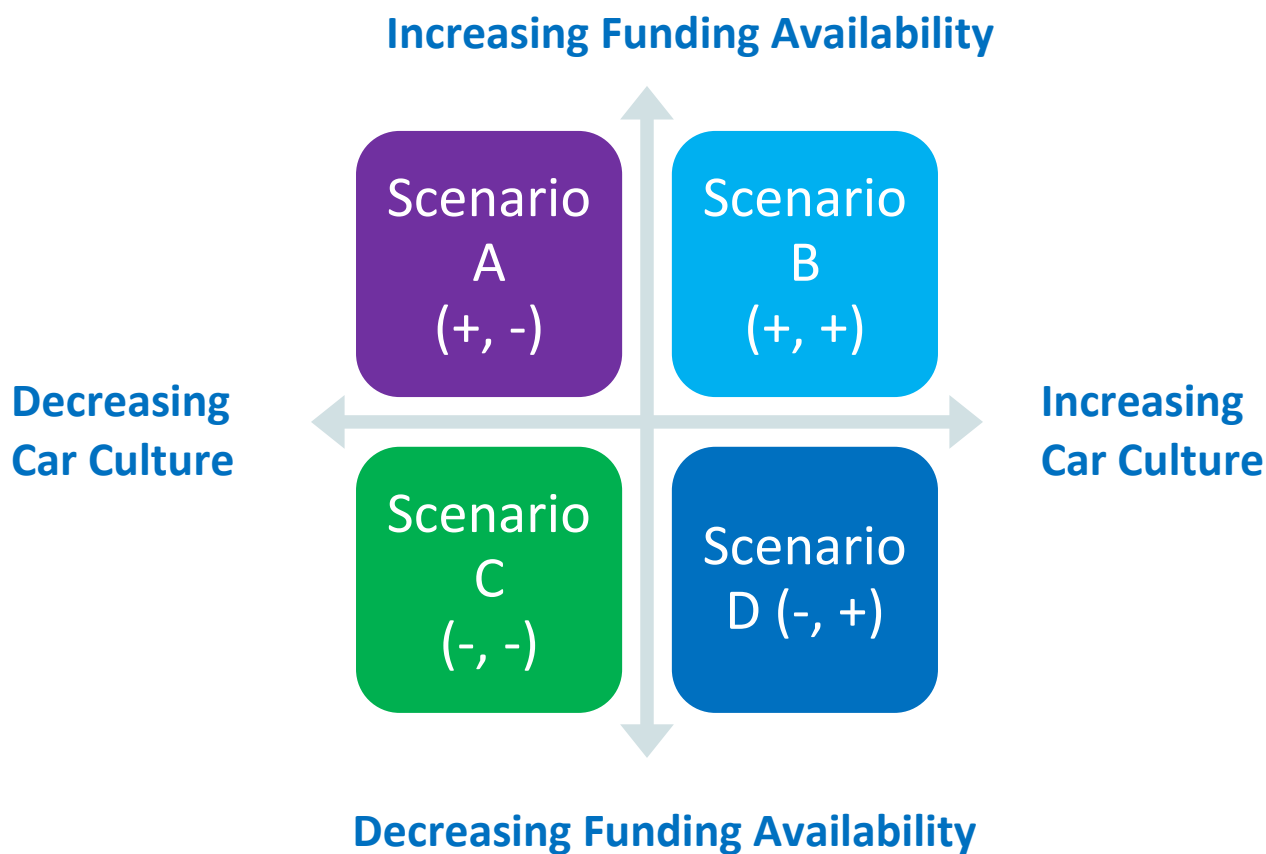 Increasing Funding Availability
Scenario
A
(+, -)
Scenario
B
(+, +)
Decreasing
Car Culture
Increasing
Car Culture
Scenario
C
(-, -)
Scenario
D (-, +)
Decreasing Funding Availability